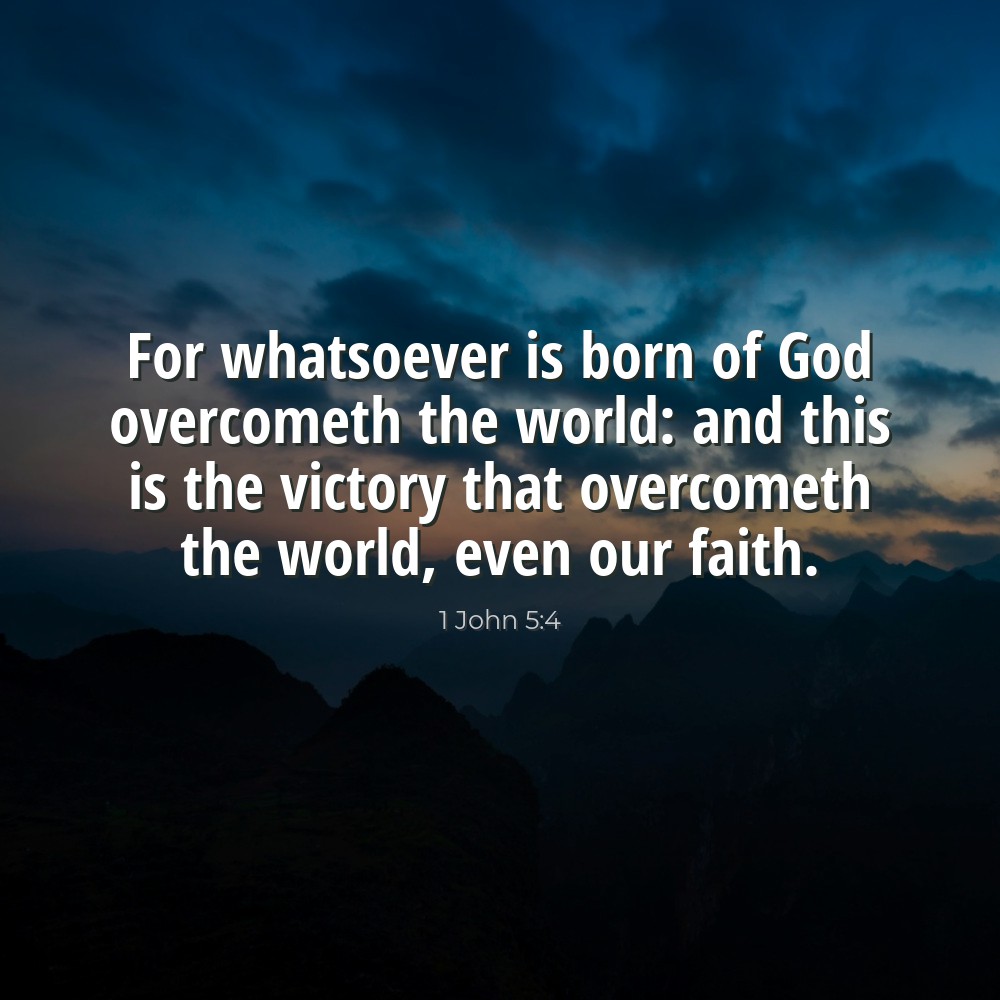 For whatsoever is born of God
overcometh the world: and this
is the victory that overcometh
the world, even our faith.
1 John 5:4